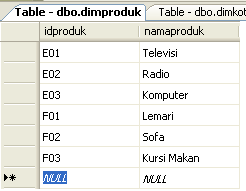 Table - dbo.dimproduk Table - dbo.dimkot
idproduk namaproduk
E01 Televisi
E02 Radio
E03 Komputer
F01 Lemari
F02 Sofa
F03 Kursi Makan
NULL NULL